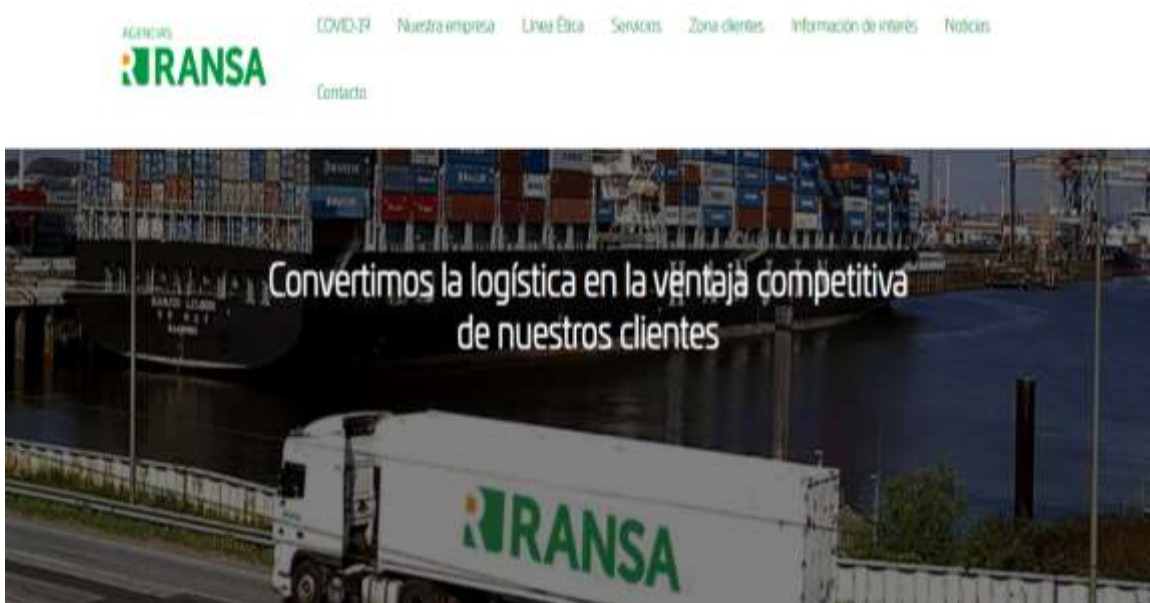 AGENCIAS
RANSA
COVID-19 Nuestra empresa Línea Ética Servicios Zona clientes Información de interés Noticias
Contacto
Convertimos la logística en la ventaja competitiva
de nuestros clientes
RANSA